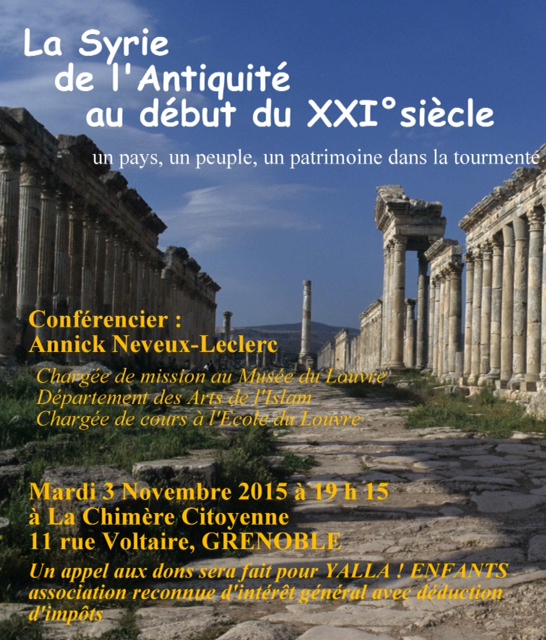 La Syrie
de l'Antiquité
au début du XXI°siècle
un pays, un peuple, un patrimoine dans la tourmente
Conférencier :
Annick Neveux-Leclerc
Chargée de mission au Musée du Louvre
Département des Arts de l'Islam
Chargée de cours à l'Ecole du Louvre
Mardi 3 Novembre 2015 à 19 h 15
à La Chimère Citoyenne
11 rue Voltaire, GRENOBLE
Un appel aux dons sera fait pour YALLA ! ENFANTS
association reconnue d'intérêt général avec déduction
d'impôts